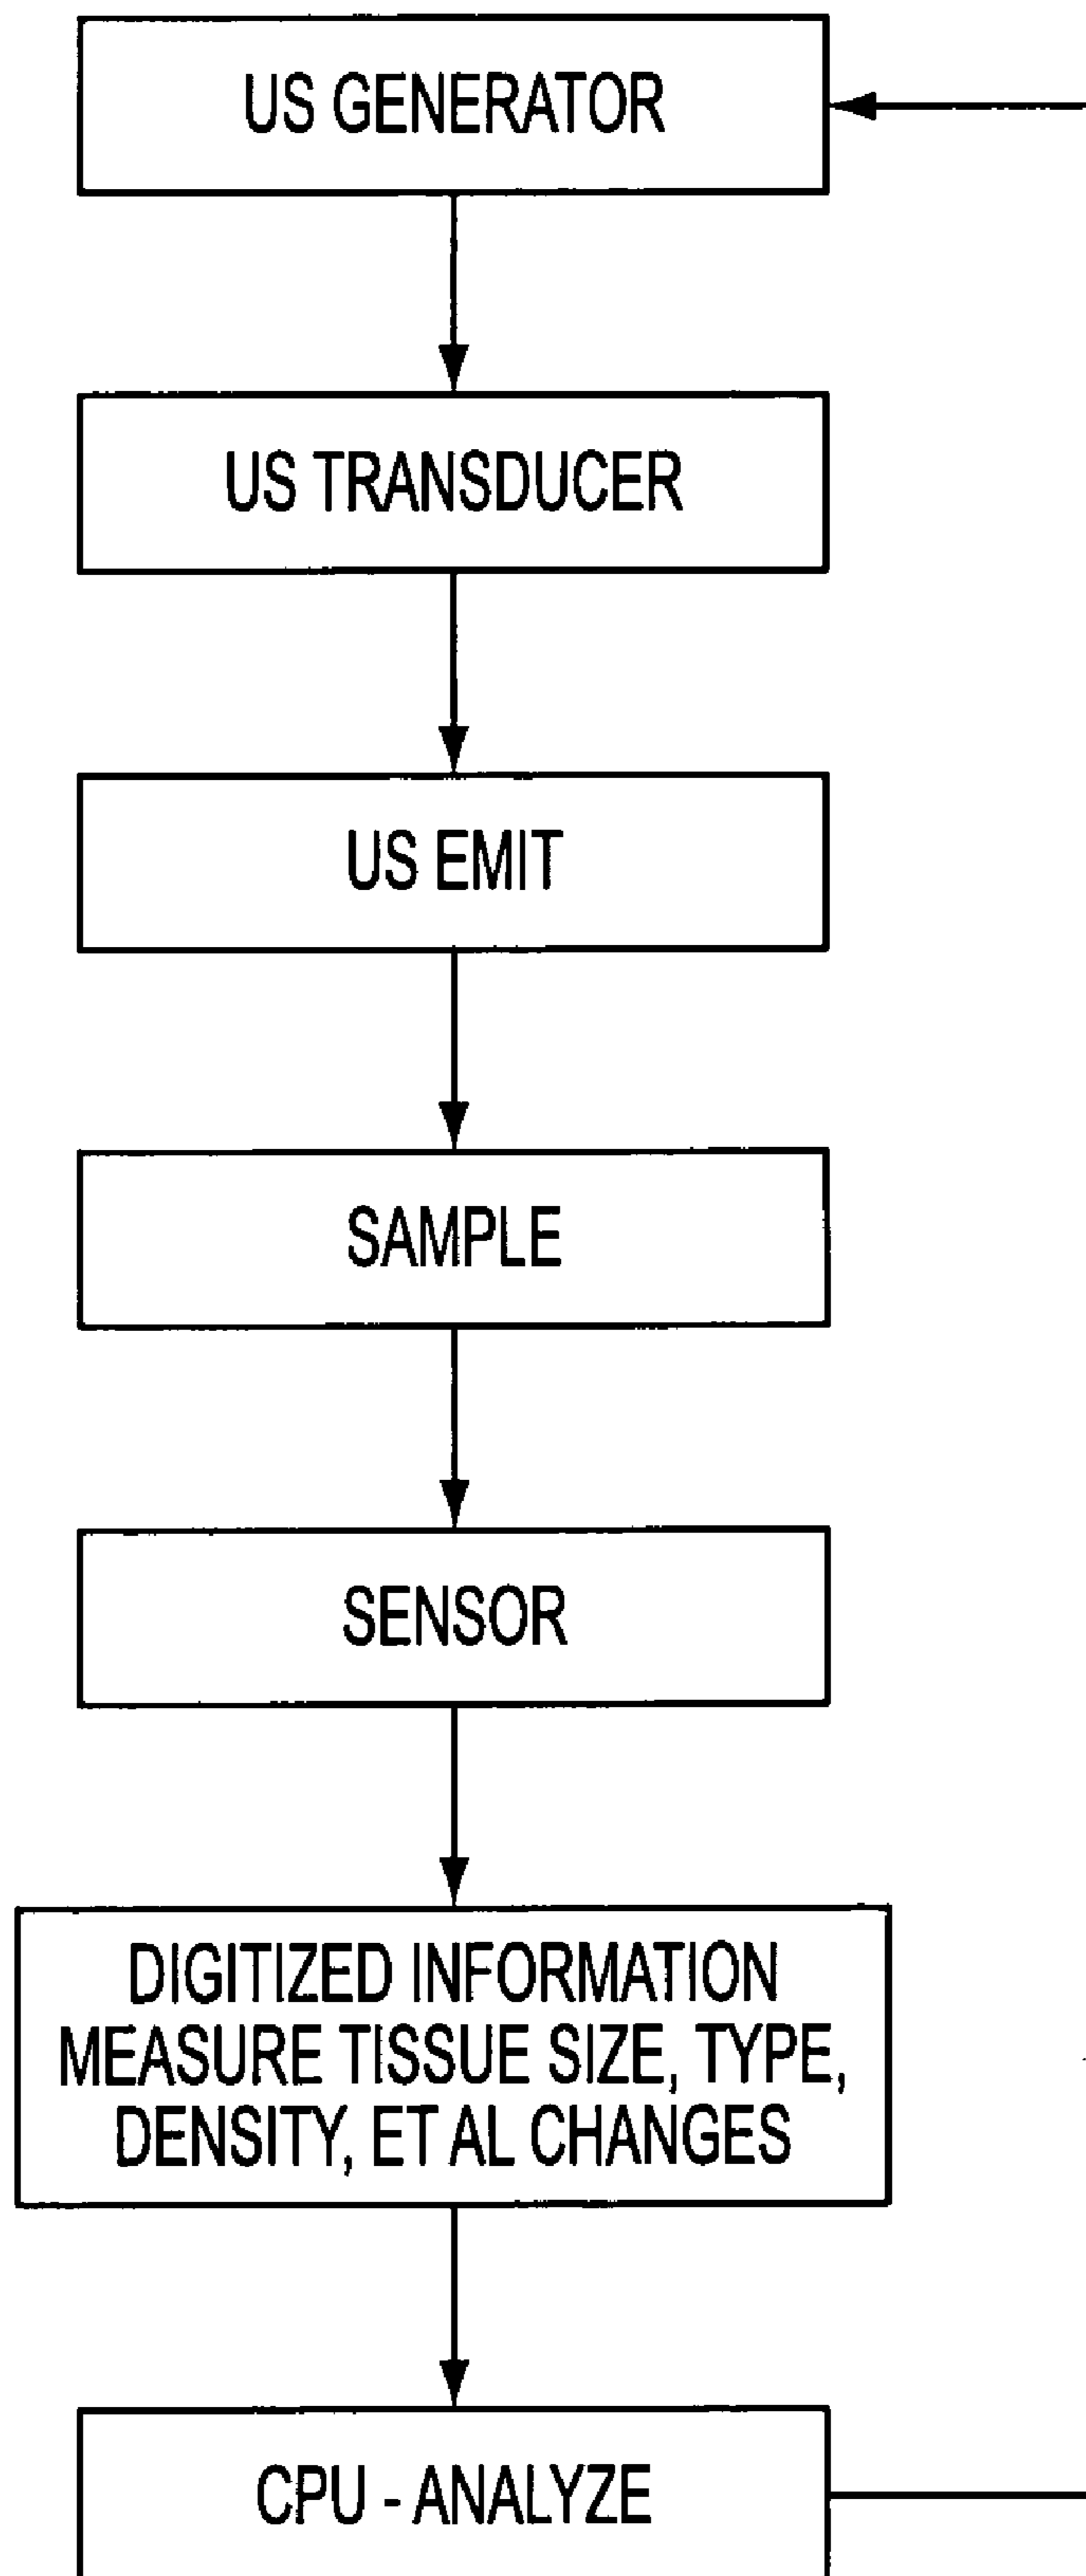 US GENERATOR
US TRANSDUCER
US EMIT
SAMPLE
SENSOR
DIGITIZED INFORMATION
MEASURE TISSUE SIZE, TYPE,
DENSITY, ET AL CHANGES
CPU - ANALYZE